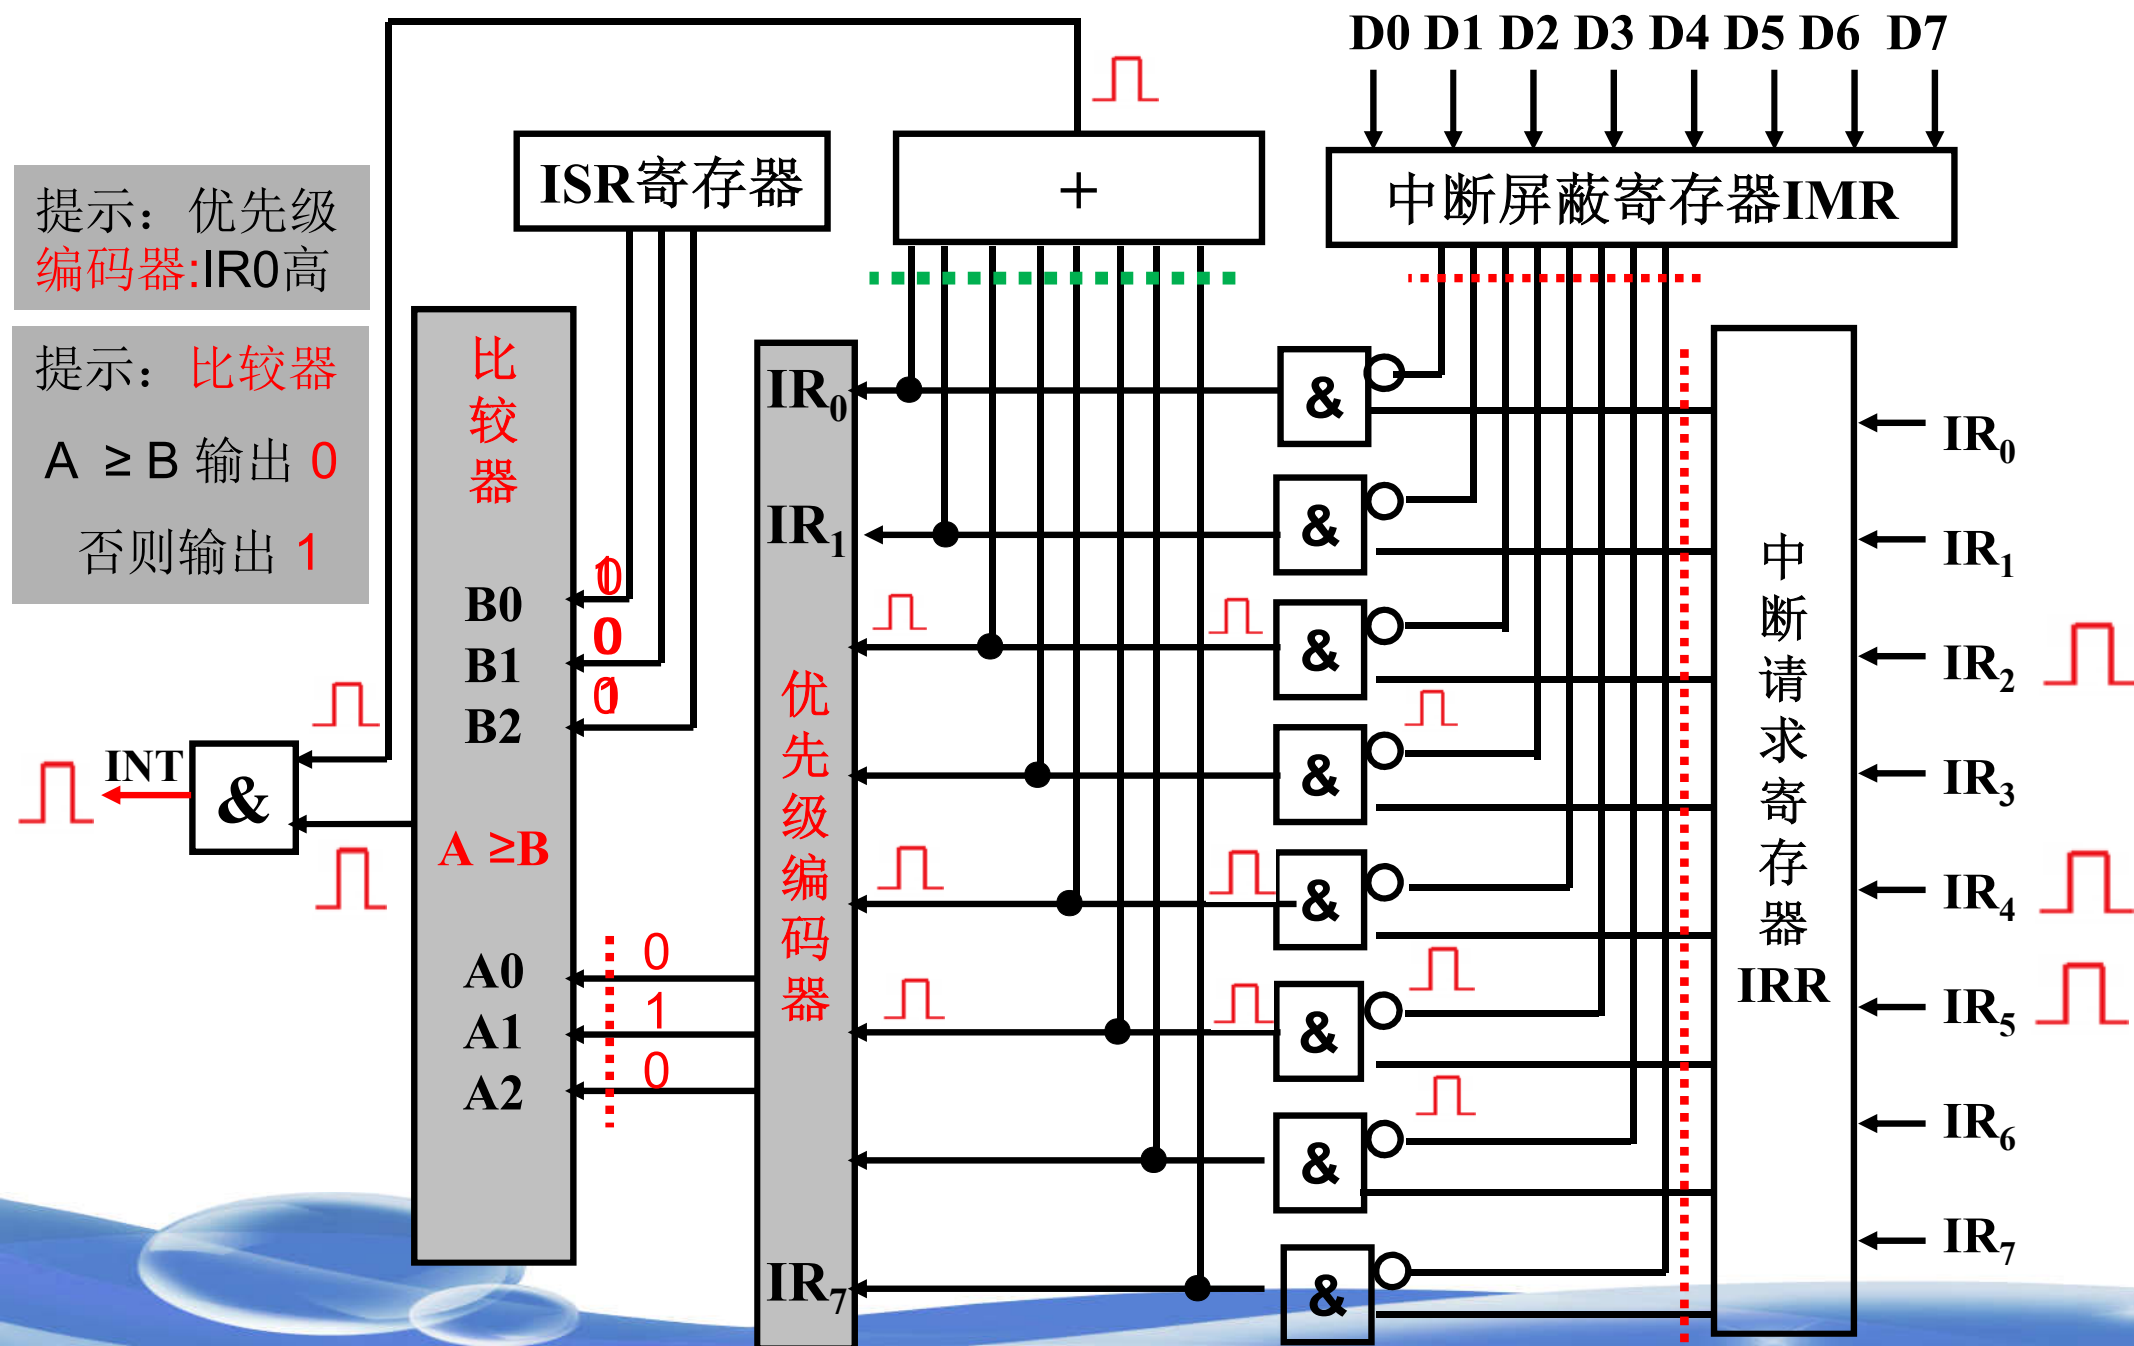 D0 D1 D2 D3 D4 D5 D6 D7
ISR寄存器
+
中断屏蔽寄存器IMR
提示：优先级
编码器:IR0高
提示：比较器
A ≥ B 输出 0
否则输出 1
比较器
B0
B1
B2
A ≥B
A0
A1
A2
0
0
1
0
INT
&
IR0
IR1
优先级编码器
IR7
&
&
&
&
&
&
&
&
中断请求寄存器
IRR
IR0
IR1
IR2
IR3
IR4
IR5
IR6
IR7